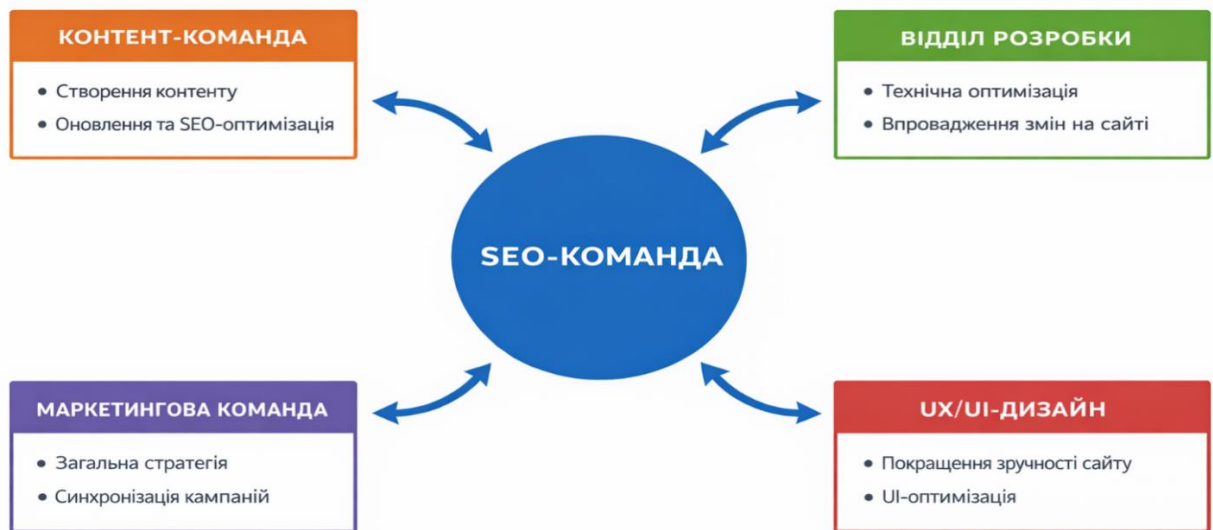 КОНТЕНТ-КОМАНДА
• Створення контенту
• Оновлення та SEO-оптимізація
ВІДДІЛ РОЗРОБКИ
• Технічна оптимізація
• Впровадження змін на сайті
SEO-КОМАНДА
МАРКЕТИНГОВА КОМАНДА
• Загальна стратегія
• Синхронізація кампаній
UX/UI-ДИЗАЙН
• Покращення зручності сайту
• UI-оптимізація